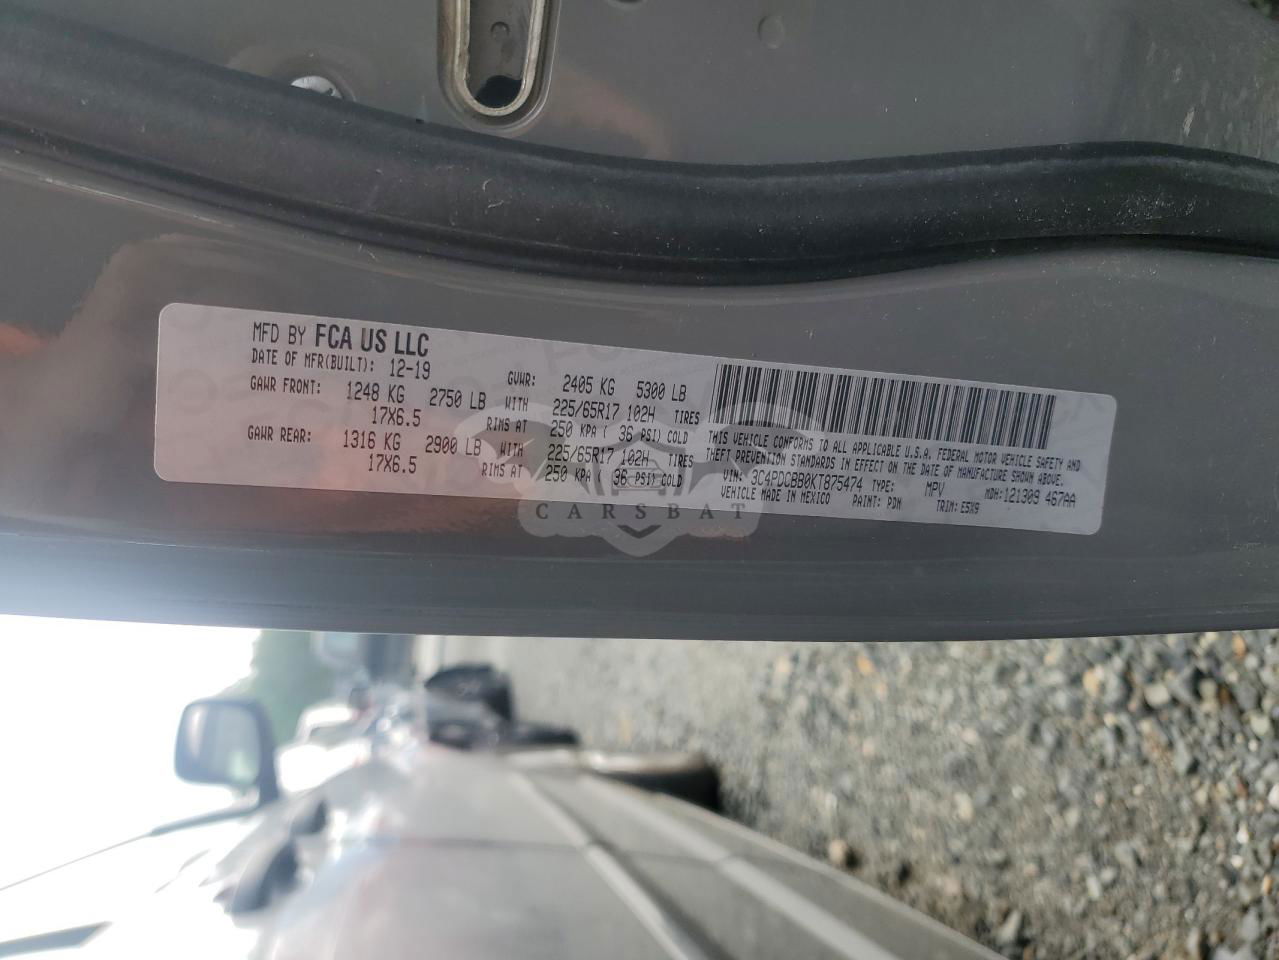 MFD BY FCA US LLC
DATE OF MFR(BUILT): 12-19 GVWR: 2405 KG 5300 LB
GAWR FRONT: 1248 KG 2750 LB WITH 225/65R17 102H TIRES
17X6.5 RIMS AT 250 KPA ( 36 PSI) COLD
GAWR REAR: 1316 KG 2900 LB WITH 225/65R17 102H TIRES
17X6.5 RIMS AT 250 KPA ( 36 PSI) COLD
THIS VEHICLE CONFORMS TO ALL APPLICABLE U.S.A. FEDERAL MOTOR VEHICLE SAFETY AND
THEFT PREVENTION STANDARDS IN EFFECT ON THE DATE OF MANUFACTURE SHOWN ABOVE.
VIN: 3C4PDCBB0KT875474 TYPE: MPV MDH: 121309 467AA
VEHICLE MADE IN MEXICO PAINT: PDN TRIM: E5X9
CARSBAT